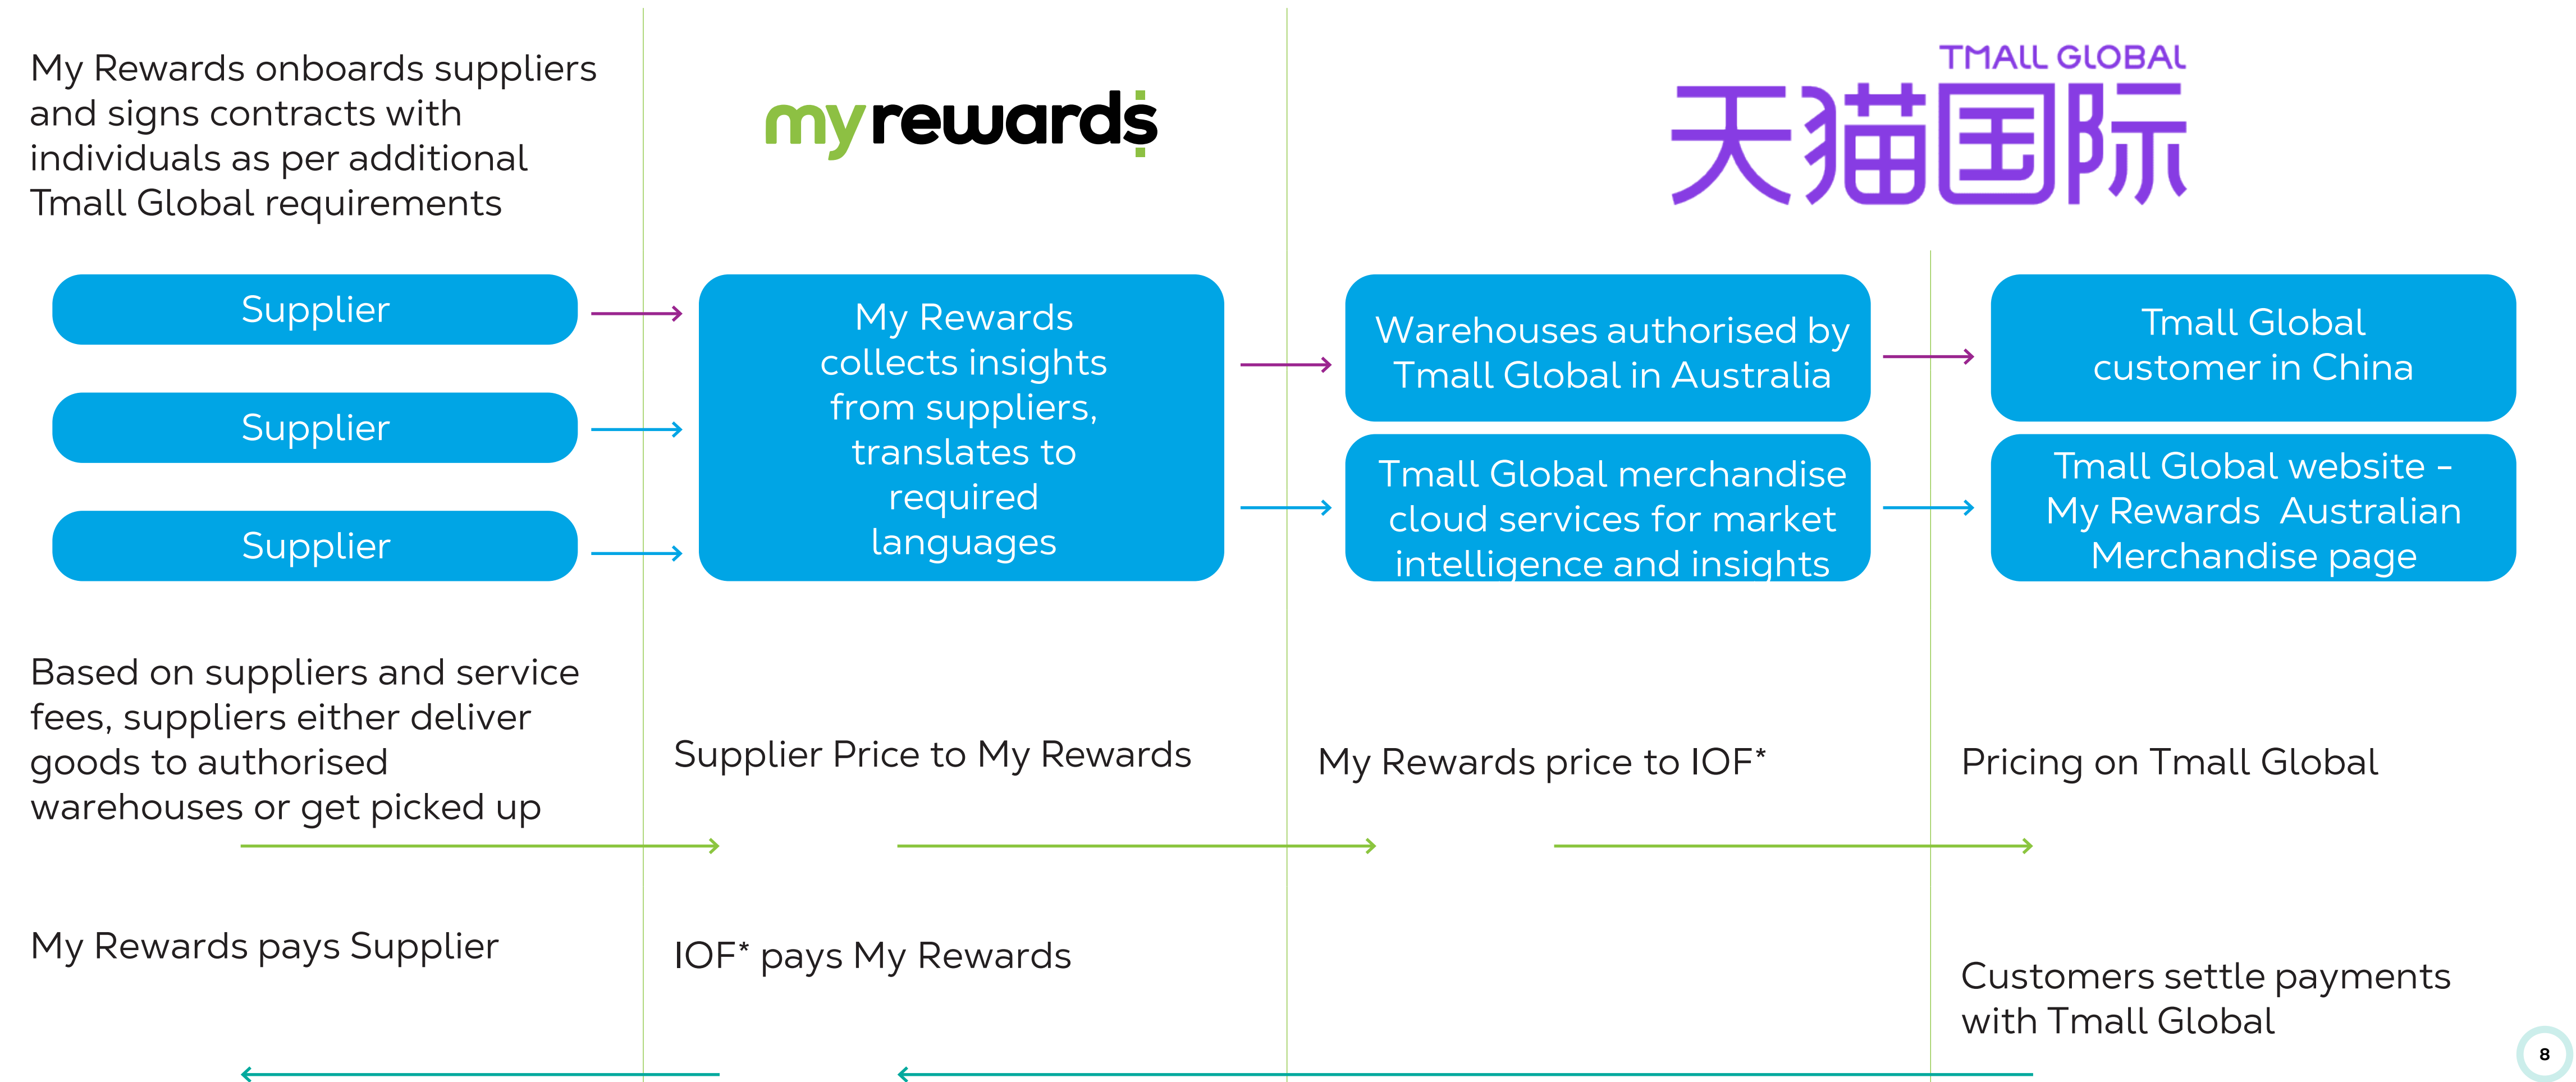 My Rewards onboards suppliers
and signs contracts with
individuals as per additional
Tmall Global requirements
myrewards
TMALL GLOBAL
天猫国际
Supplier
Supplier
Supplier
My Rewards
collects insights
from suppliers,
translates to
required
languages
Warehouses authorised by
Tmall Global in Australia
Tmall Global merchandise
cloud services for market
intelligence and insights
Tmall Global
customer in China
Tmall Global website -
My Rewards Australian
Merchandise page
Based on suppliers and service
fees, suppliers either deliver
goods to authorised
warehouses or get picked up
Supplier Price to My Rewards
My Rewards price to IOF*
Pricing on Tmall Global
My Rewards pays Supplier
IOF* pays My Rewards
Customers settle payments
with Tmall Global
8